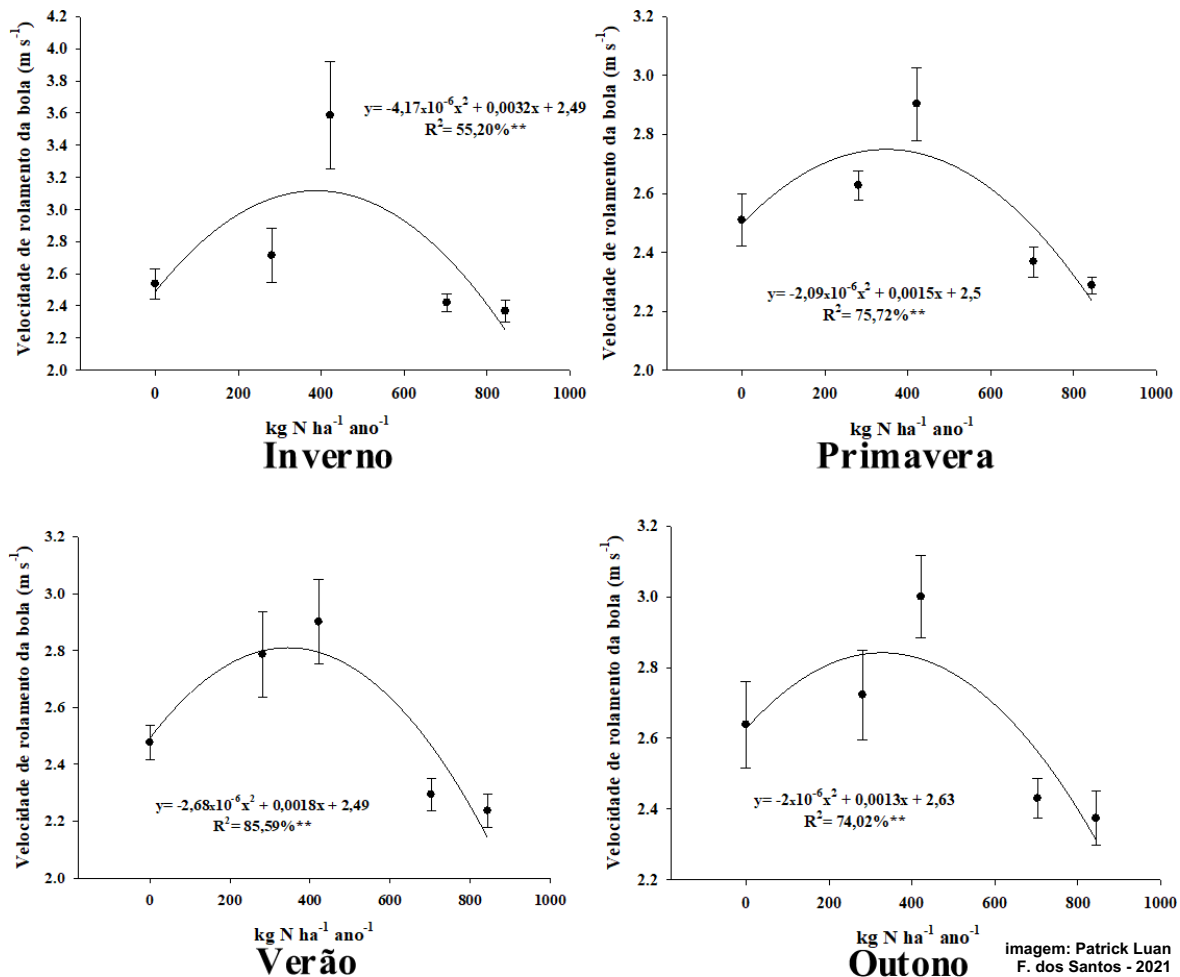 Velocidade de rolamento da bola (m s⁻¹)
4.2
4.0
3.8
3.6
3.4
3.2
3.0
2.8
2.6
2.4
2.2
2.0
y= -4,17x10⁻⁶x² + 0,0032x + 2,49
R²= 55,20%**
0 200 400 600 800 1000
kg N ha⁻¹ ano⁻¹
Inverno
Velocidade de rolamento da bola (m s⁻¹)
3.2
3.0
2.8
2.6
2.4
2.2
2.0
y= -2,09x10⁻⁶x² + 0,0015x + 2,5
R²= 75,72%**
0 200 400 600 800 1000
kg N ha⁻¹ ano⁻¹
Primavera
Velocidade de rolamento da bola (m s⁻¹)
3.2
3.0
2.8
2.6
2.4
2.2
2.0
y= -2,68x10⁻⁶x² + 0,0018x + 2,49
R²= 85,59%**
0 200 400 600 800 1000
kg N ha⁻¹ ano⁻¹
Verão
Velocidade de rolamento da bola (m s⁻¹)
3.2
3.0
2.8
2.6
2.4
2.2
y= -2x10⁻⁶x² + 0,0013x + 2,63
R²= 74,02%**
0 200 400 600 800 1000
kg N ha⁻¹ ano⁻¹
Outono
imagem: Patrick Luan
F. dos Santos - 2021